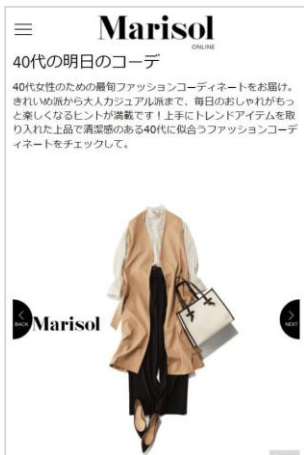 Marisol
ONLINE
40代の明日のコーデ
40代女性のための最旬ファッションコーディネートをお届け。
きれいめ派から大人カジュアル派まで、毎日のおしゃれがもっ
と楽しくなるヒントが満載です！上手にトレンドアイテムを取
り入れた上品で清潔感のある40代に似合うファッションコーデ
ィネートをチェックして。
BACK
Marisol
NEXT